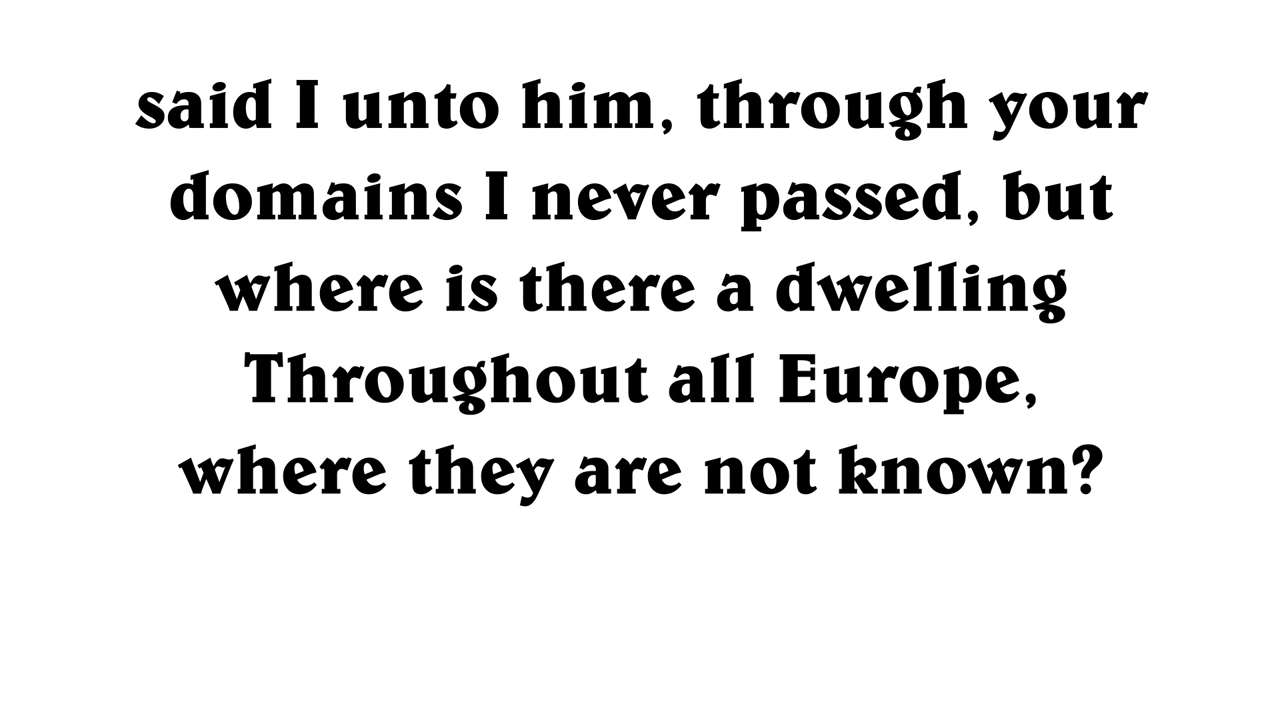 said I unto him, through your
domains I never passed, but
where is there a dwelling
Throughout all Europe,
where they are not known?